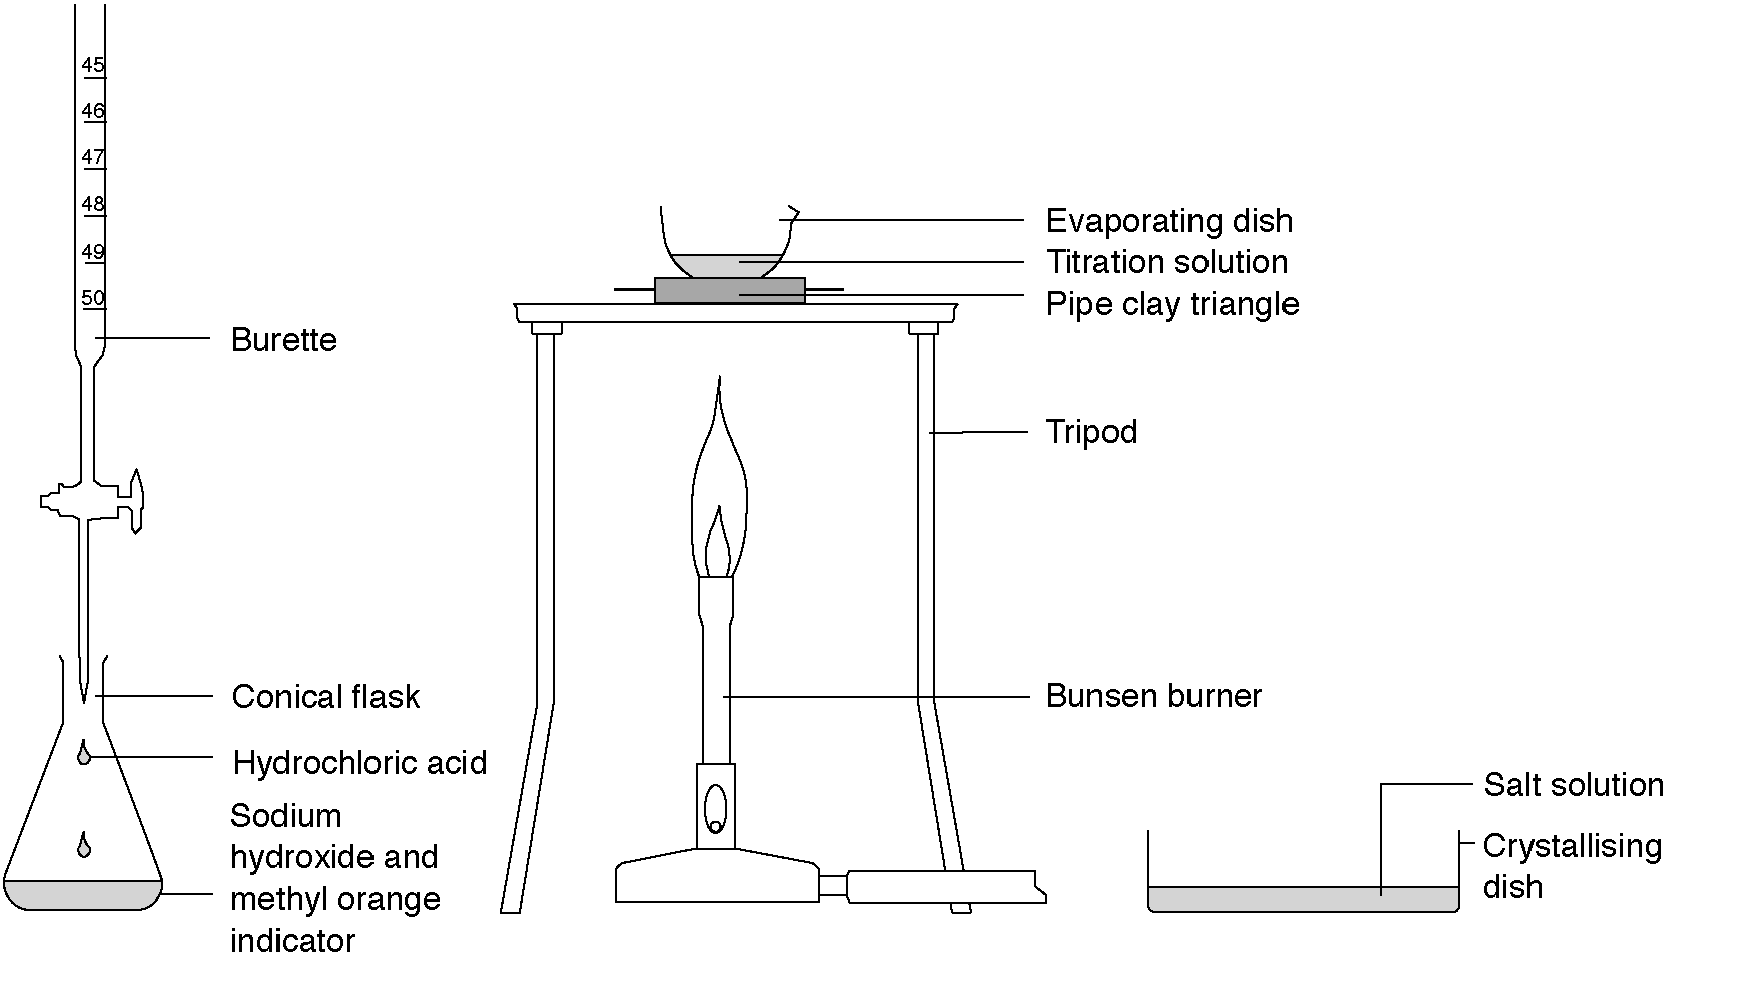 45
46
47
48
49
50
Burette
Conical flask
Hydrochloric acid
Sodium
hydroxide and
methyl orange
indicator
Evaporating dish
Titration solution
Pipe clay triangle
Tripod
Bunsen burner
Salt solution
Crystallising
dish